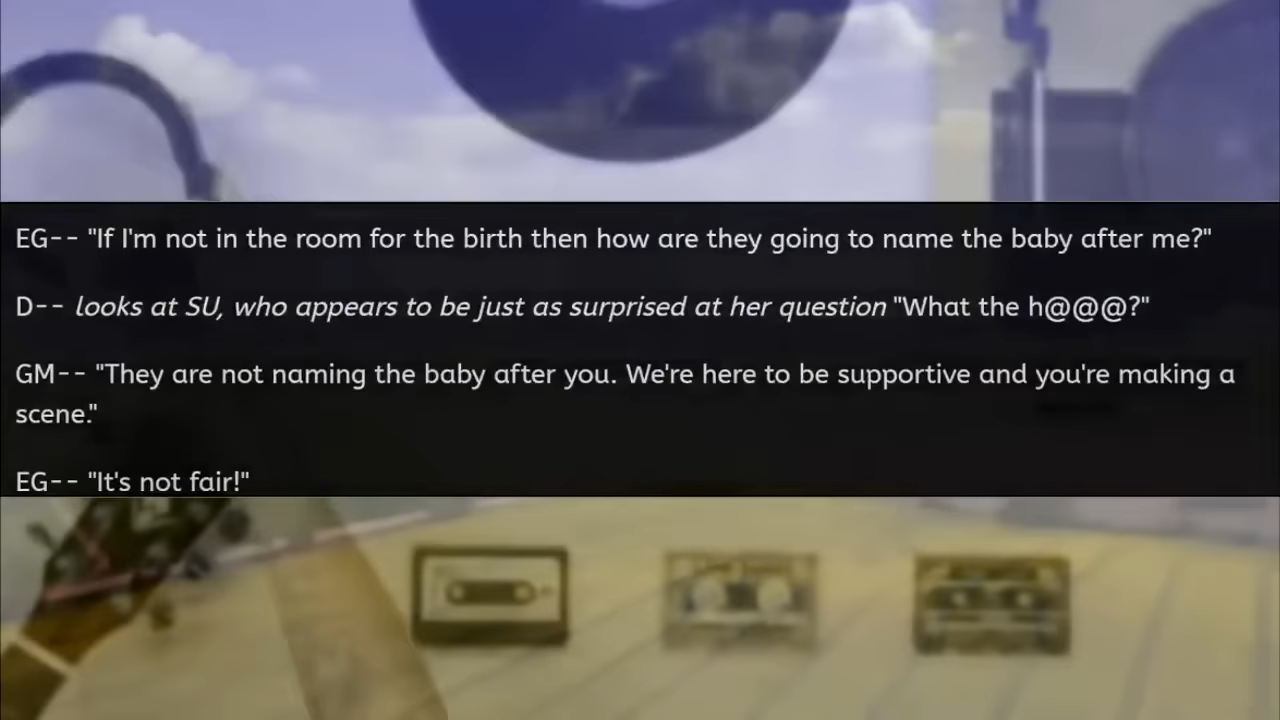 EG-- "If I'm not in the room for the birth then how are they going to name the baby after me?"
D-- looks at SU, who appears to be just as surprised at her question "What the h@@@?"
GM-- "They are not naming the baby after you. We're here to be supportive and you're making a
scene."
EG-- "It's not fair!"